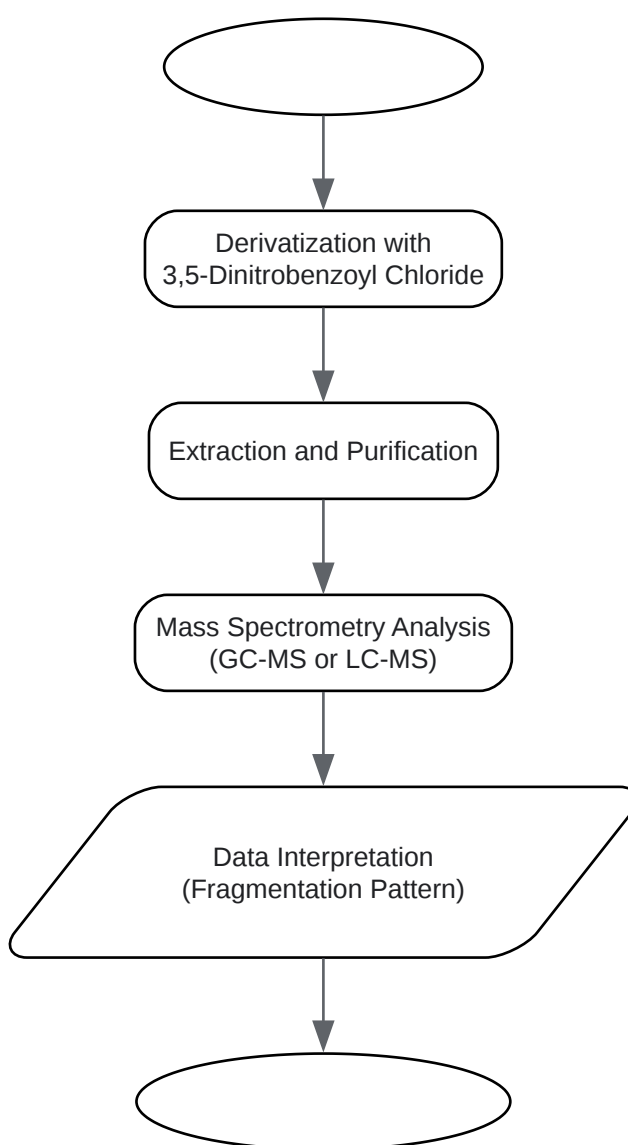 Derivatization with
3,5-Dinitrobenzoyl Chloride
Extraction and Purification
Mass Spectrometry Analysis
(GC-MS or LC-MS)
Data Interpretation
(Fragmentation Pattern)